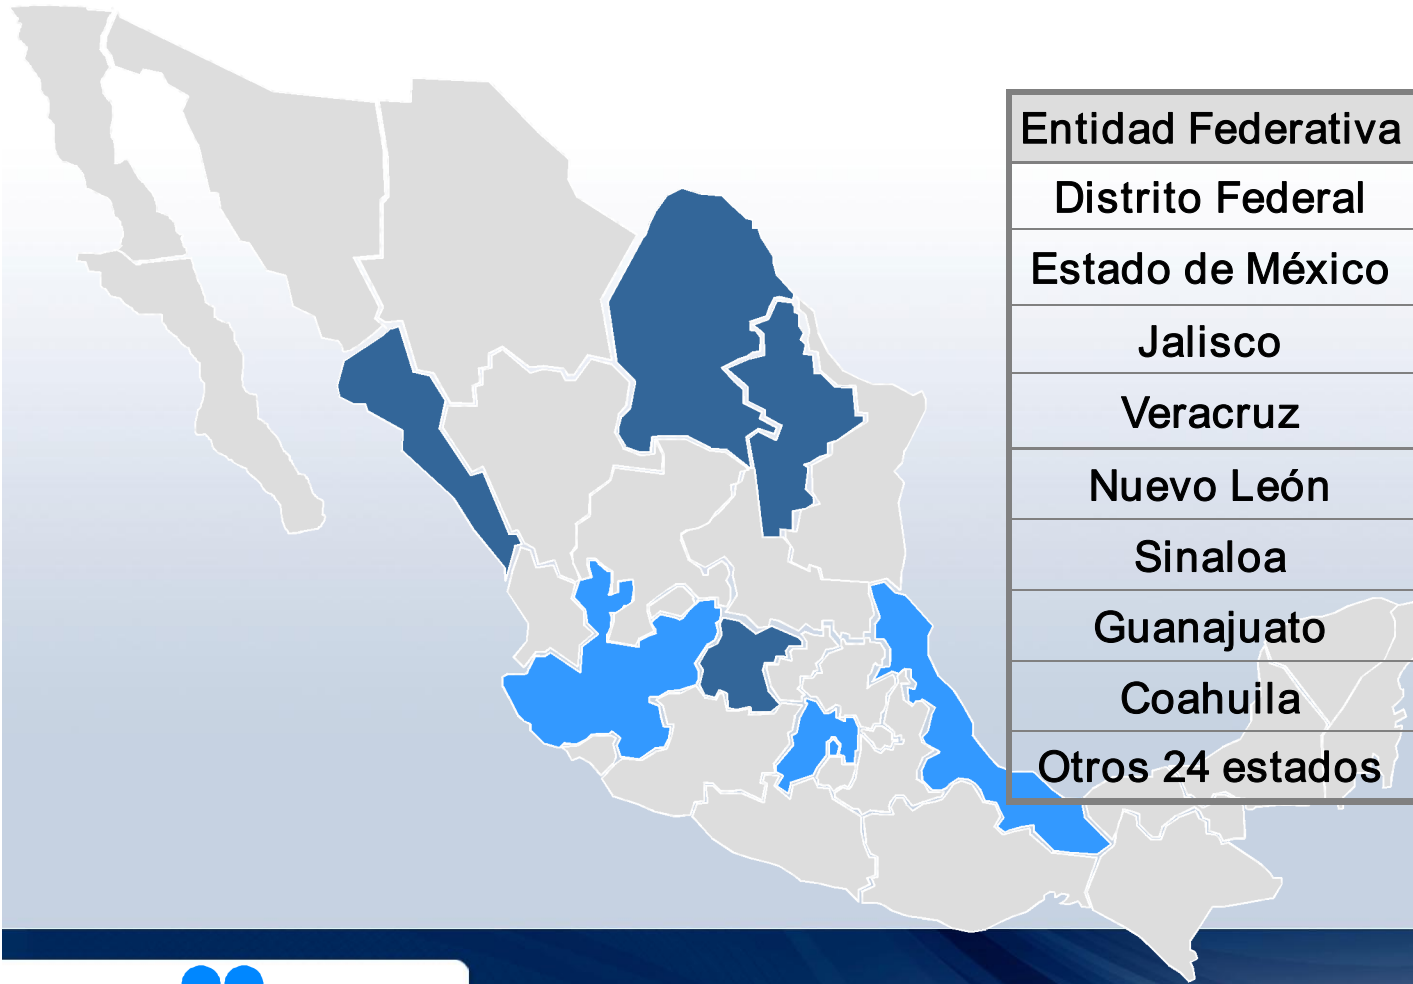 Entidad Federativa
Distrito Federal
Estado de México
Jalisco
Veracruz
Nuevo León
Sinaloa
Guanajuato
Coahuila
Otros 24 estados